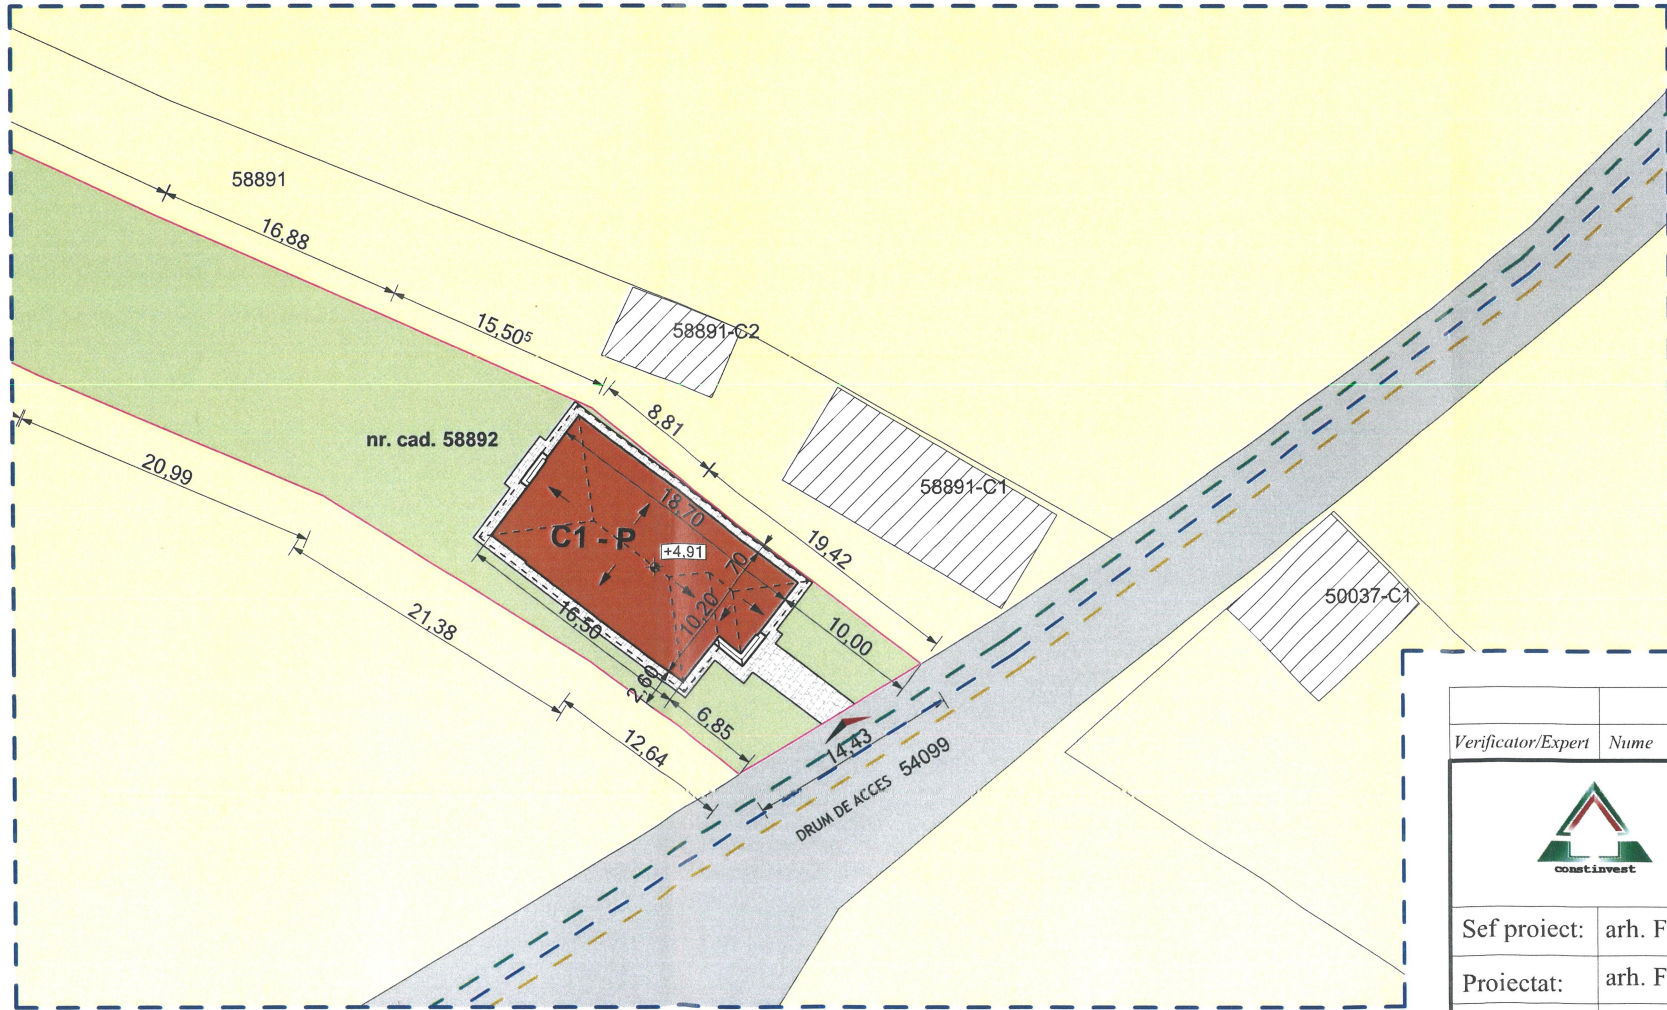 58891
16,88
15,50⁵
58891-C2
8,81
nr. cad. 58892
20,99
58891-C1
18,70
C1 - P
+4,91
19,42
70
10,20
16,50
21,38
10,00
50037-C1
2,60
6,85
12,64
14,43
DRUM DE ACCES 54099
Verificator/Expert Nume
constinvest
Sef proiect: arh. F
Proiectat: arh. F